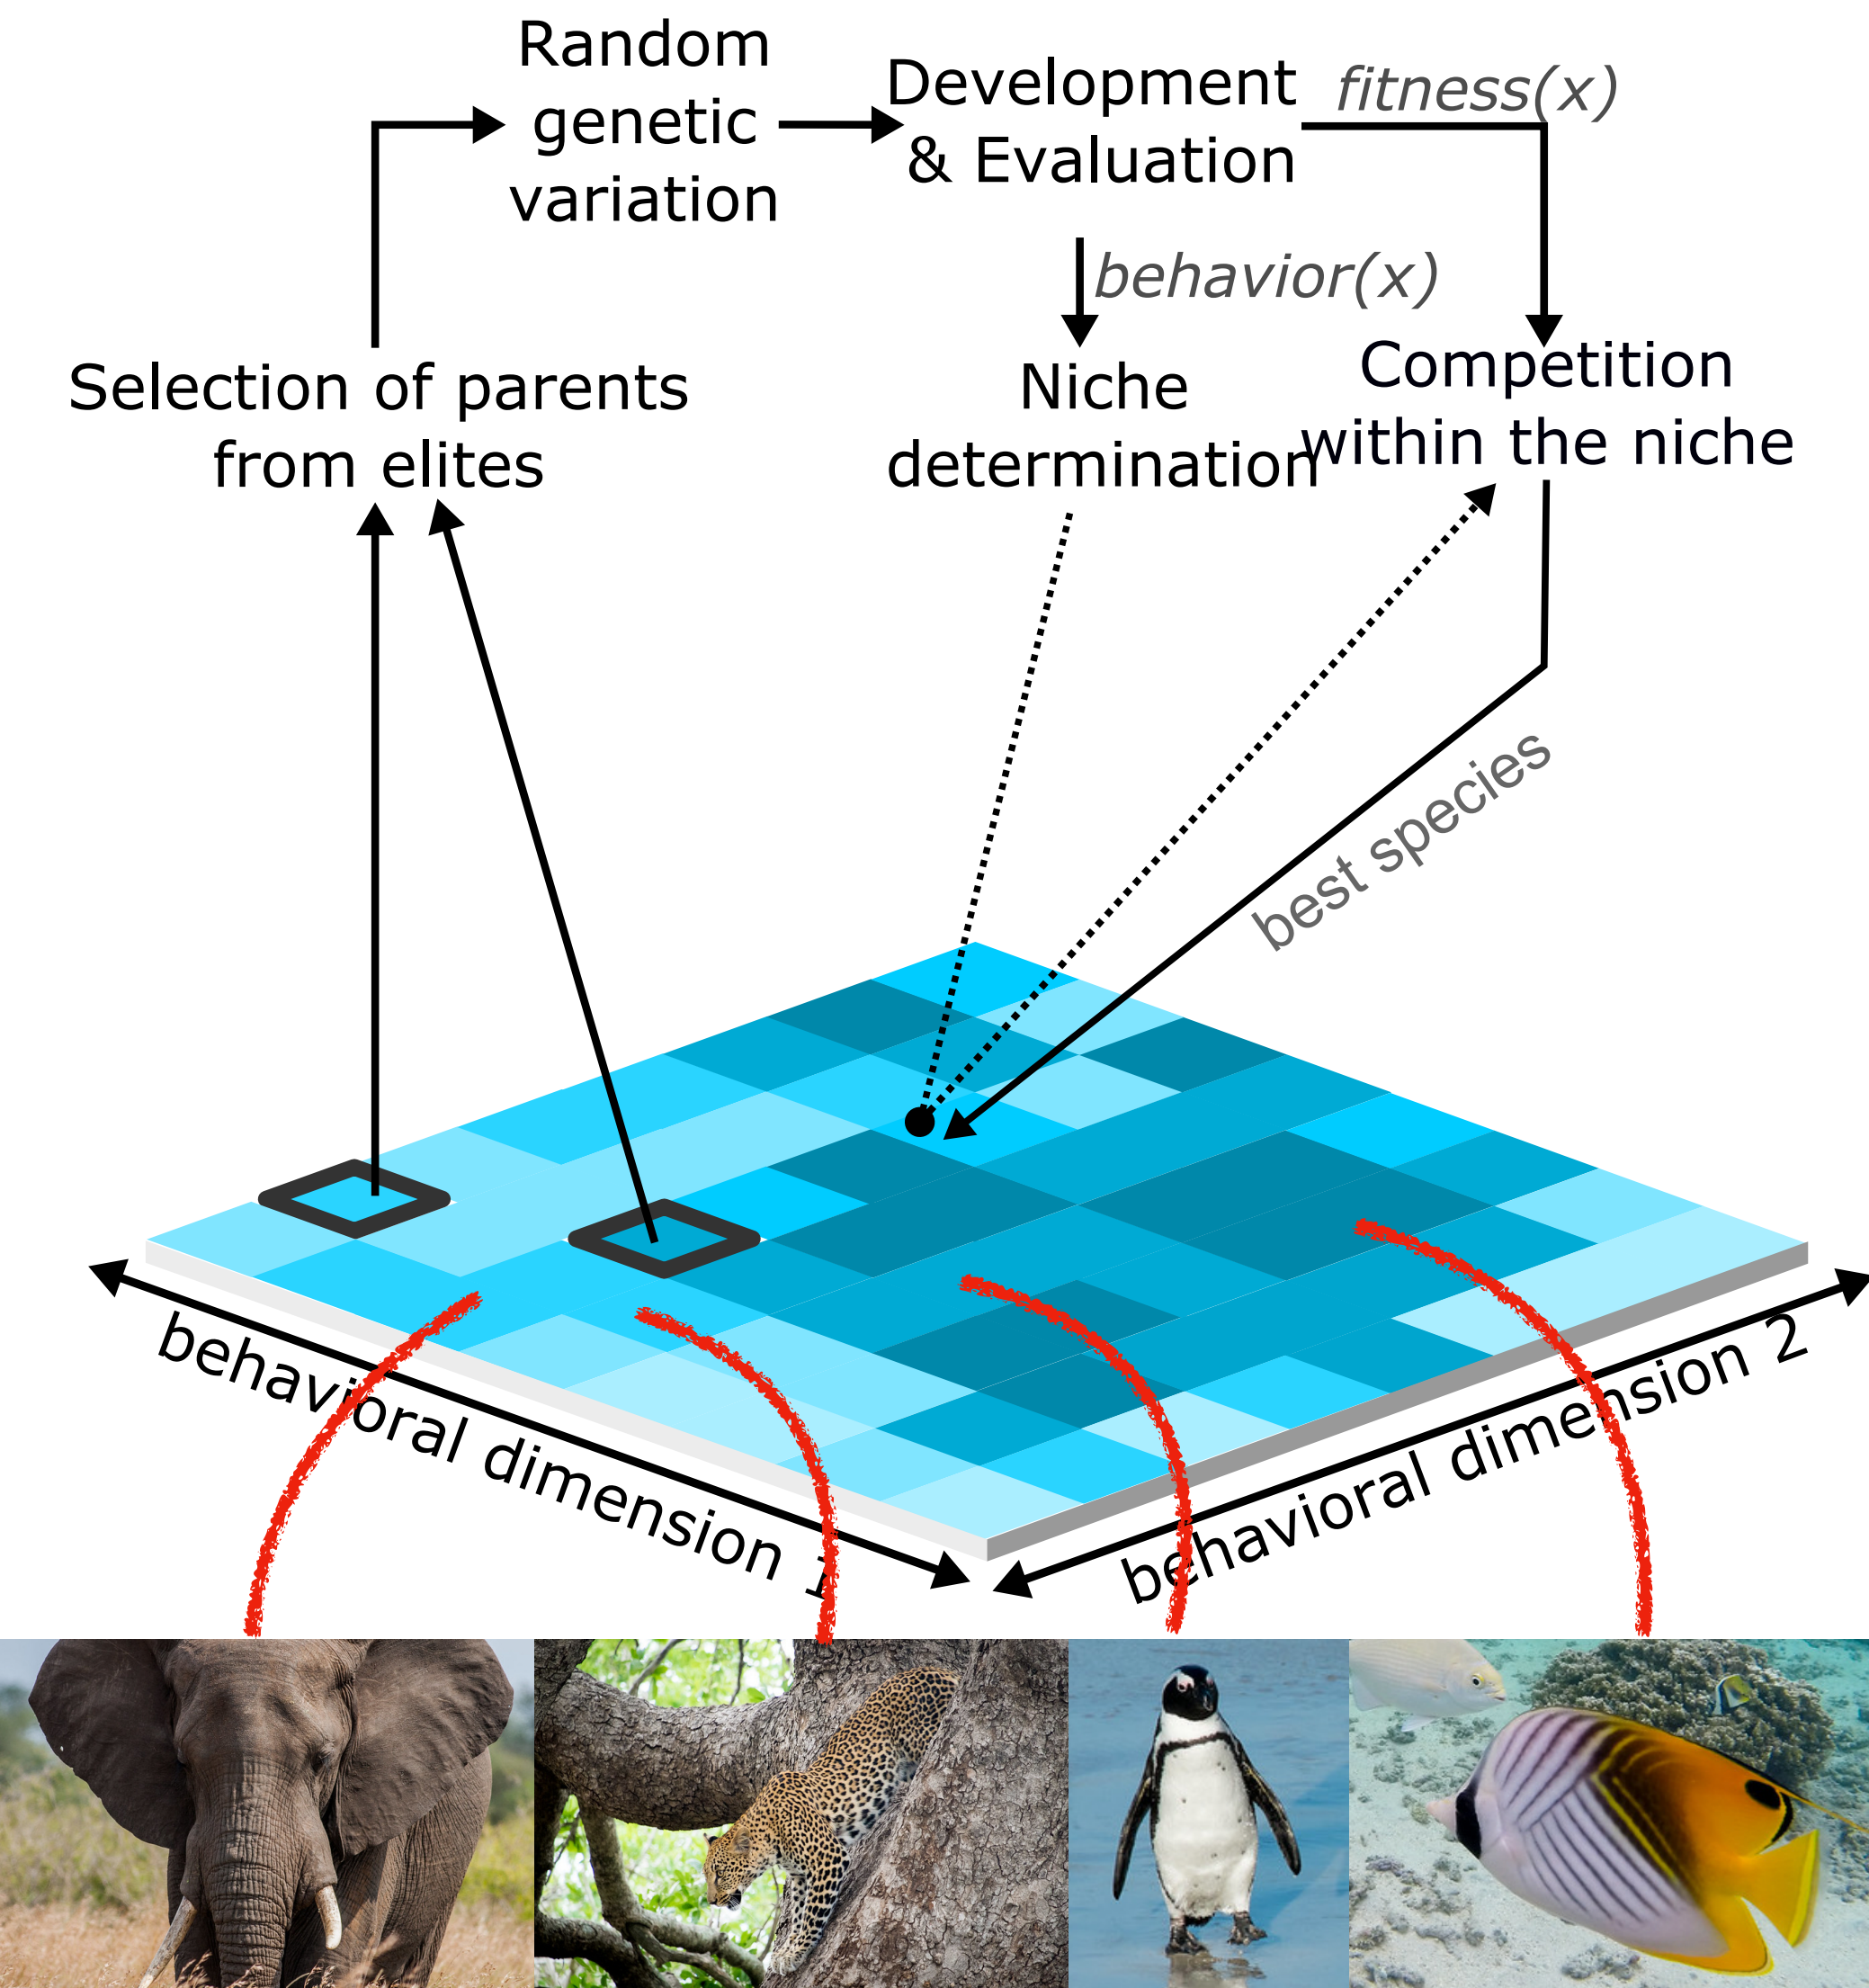 Random
genetic
variation
Development
& Evaluation
fitness(x)
behavior(x)
Selection of parents
from elites
Niche
determination
Competition
within the niche
best species
behavioral dimension 1
behavioral dimension 2